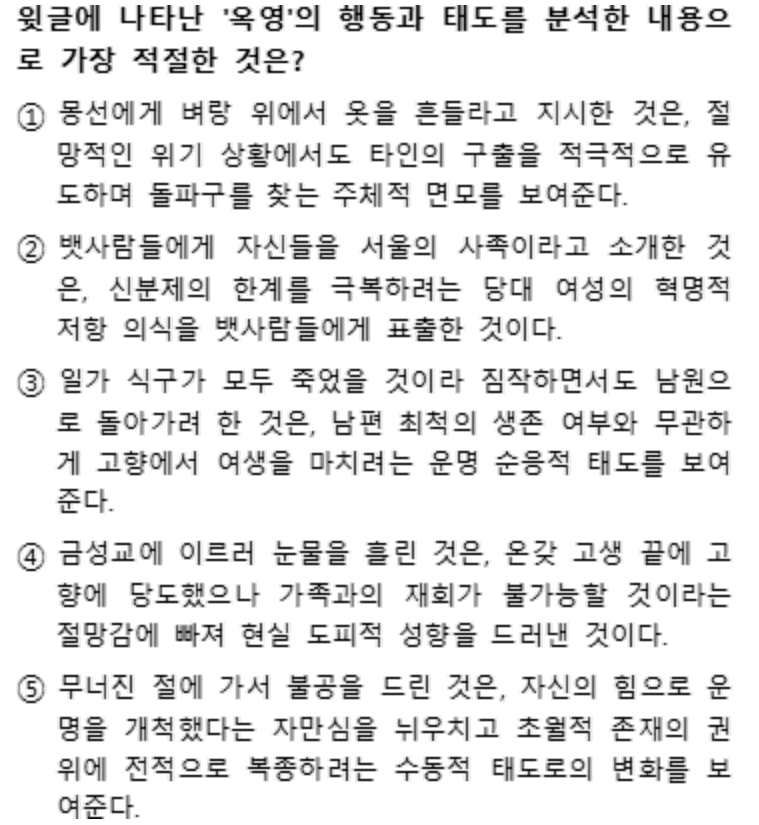 윗글에 나타난 '옥영'의 행동과 태도를 분석한 내용으
로 가장 적절한 것은?
① 몽선에게 벼랑 위에서 옷을 흔들라고 지시한 것은, 절
망적인 위기 상황에서도 타인의 구출을 적극적으로 유
도하며 돌파구를 찾는 주체적 면모를 보여준다.
② 뱃사람들에게 자신들을 서울의 사족이라고 소개한 것
은, 신분제의 한계를 극복하려는 당대 여성의 혁명적
저항 의식을 뱃사람들에게 표출한 것이다.
③ 일가 식구가 모두 죽었을 것이라 짐작하면서도 남원으
로 돌아가려 한 것은, 남편 최척의 생존 여부와 무관하
게 고향에서 여생을 마치려는 운명 순응적 태도를 보여
준다.
④ 금성교에 이르러 눈물을 흘린 것은, 온갖 고생 끝에 고
향에 당도했으나 가족과의 재회가 불가능할 것이라는
절망감에 빠져 현실 도피적 성향을 드러낸 것이다.
⑤ 무너진 절에 가서 불공을 드린 것은, 자신의 힘으로 운
명을 개척했다는 자만심을 뉘우치고 초월적 존재의 권
위에 전적으로 복종하려는 수동적 태도로의 변화를 보
여준다.